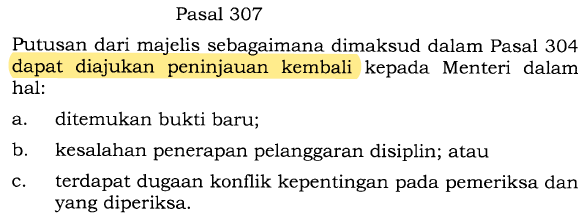 Pasal 307
Putusan dari majelis sebagaimana dimaksud dalam Pasal 304
dapat diajukan peninjauan kembali kepada Menteri dalam
hal:
a. ditemukan bukti baru;
b. kesalahan penerapan pelanggaran disiplin; atau
c. terdapat dugaan konflik kepentingan pada pemeriksa dan
yang diperiksa.